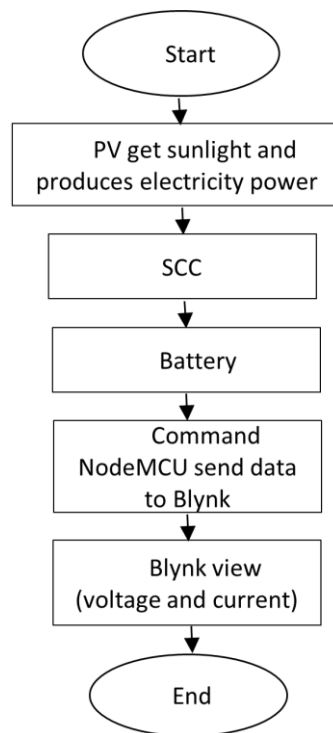 Start
PV get sunlight and
produces electricity power
SCC
Battery
Command
NodeMCU send data
to Blynk
Blynk view
(voltage and current)
End